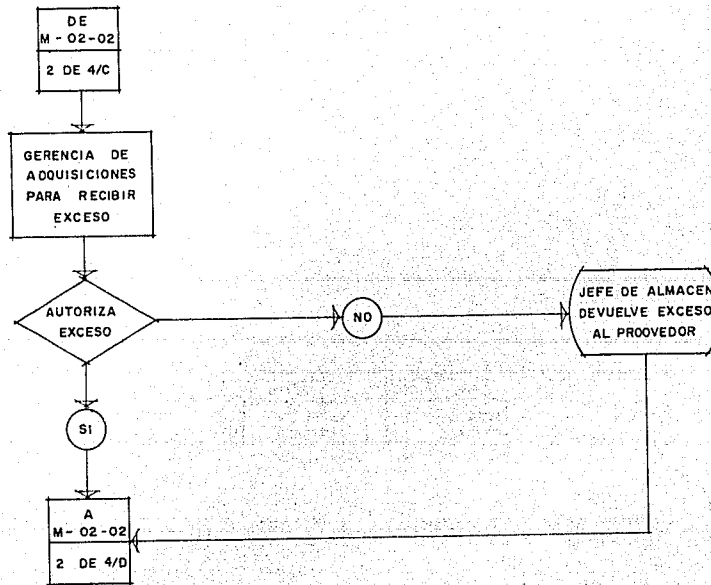 DE
M - 02-02
2 DE 4/C
GERENCIA DE
ADQUISICIONES
PARA RECIBIR
EXCESO
AUTORIZA
EXCESO
NO
JEFE DE ALMACEN
DEVUELVE EXCESO
AL PROOVEDOR
SI
A
M - 02-02
2 DE 4/D